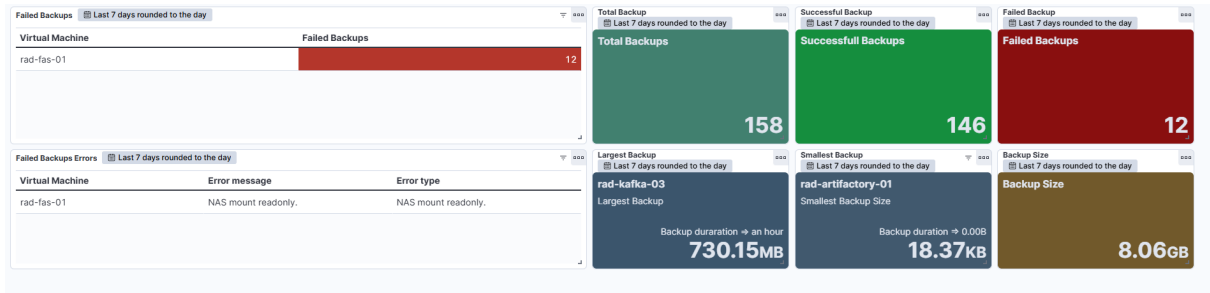 Failed Backups Last 7 days rounded to the day
Virtual Machine Failed Backups
rad-fas-01 12
Total Backup
Last 7 days rounded to the day
Total Backups
158
Successful Backup
Last 7 days rounded to the day
Successfull Backups
146
Failed Backup
Last 7 days rounded to the day
Failed Backups
12
Failed Backups Errors Last 7 days rounded to the day
Virtual Machine Error message Error type
rad-fas-01 NAS mount readonly. NAS mount readonly.
Largest Backup
Last 7 days rounded to the day
rad-kafka-03
Largest Backup
Backup duraration ⇒ an hour
730.15MB
Smallest Backup
Last 7 days rounded to the day
rad-artifactory-01
Smallest Backup Size
Backup duration ⇒ 0.00B
18.37KB
Backup Size
Last 7 days rounded to the day
Backup Size
8.06GB